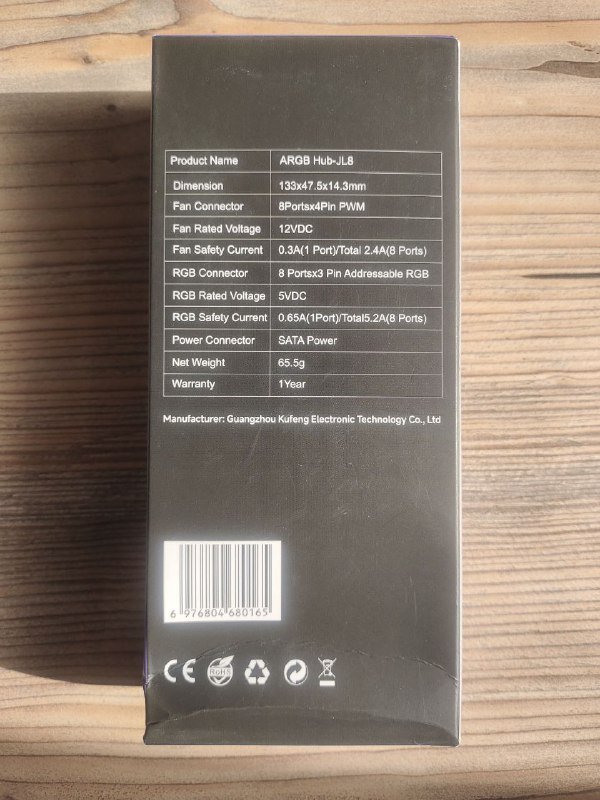 Product Name ARGB Hub-JL8
Dimension 133x47.5x14.3mm
Fan Connector 8Portsx4Pin PWM
Fan Rated Voltage 12VDC
Fan Safety Current 0.3A(1 Port)/Total 2.4A(8 Ports)
RGB Connector 8 Portsx3 Pin Addressable RGB
RGB Rated Voltage 5VDC
RGB Safety Current 0.65A(1Port)/Total5.2A(8 Ports)
Power Connector SATA Power
Net Weight 65.5g
Warranty 1Year
Manufacturer: Guangzhou Kufeng Electronic Technology Co., Ltd
6 976804 680165
CE RoHS